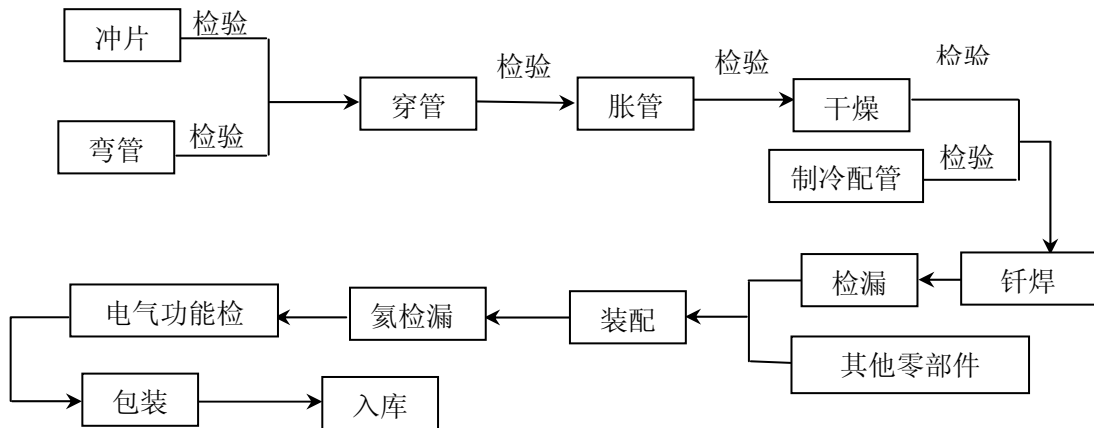 冲片
检验
弯管
检验
穿管
检验
胀管
检验
干燥
检验
制冷配管
检验
钎焊
检漏
其他零部件
装配
氦检漏
电气功能检
包装
入库